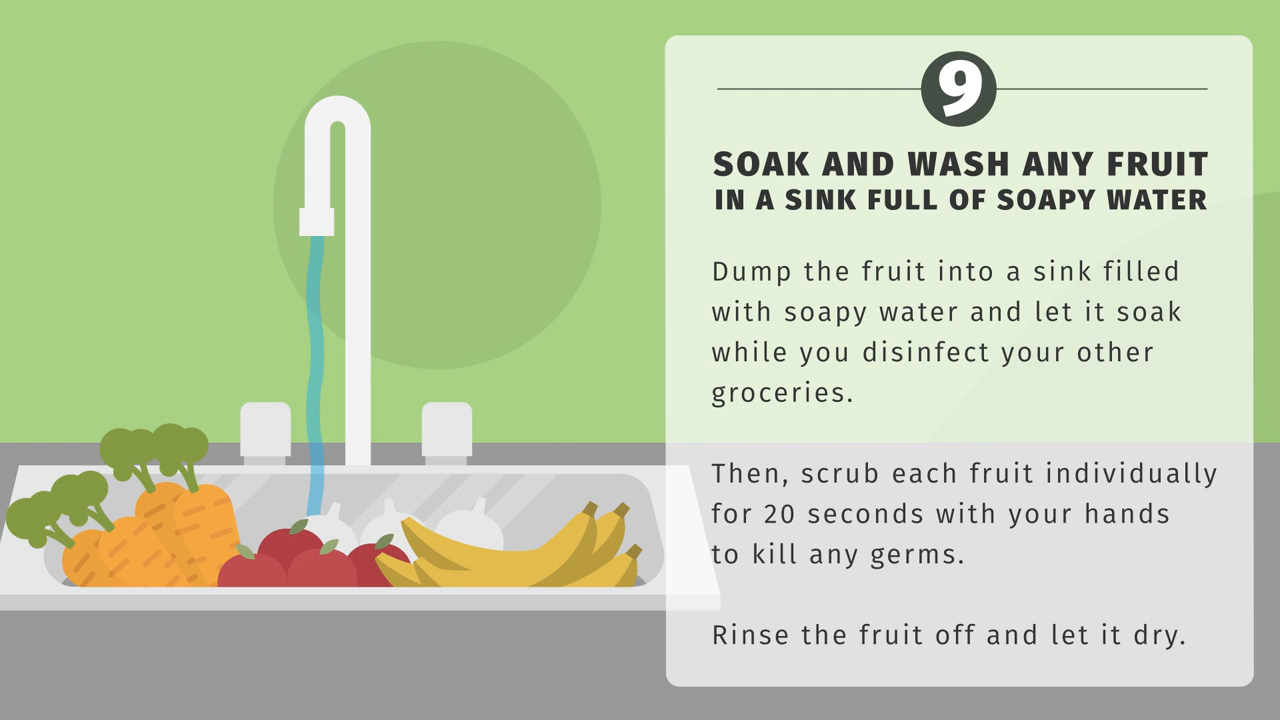 9
SOAK AND WASH ANY FRUIT
IN A SINK FULL OF SOAPY WATER
Dump the fruit into a sink filled
with soapy water and let it soak
while you disinfect your other
groceries.
Then, scrub each fruit individually
for 20 seconds with your hands
to kill any germs.
Rinse the fruit off and let it dry.